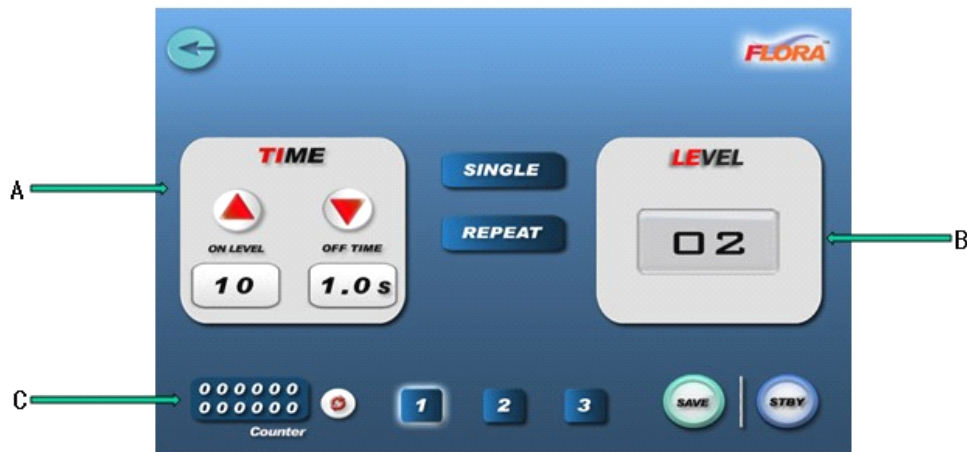 FLORA
TIME
ON LEVEL
OFF TIME
10
1.0 s
SINGLE
REPEAT
LEVEL
02
A
B
C
000000
000000
Counter
1
2
3
SAVE
STBY